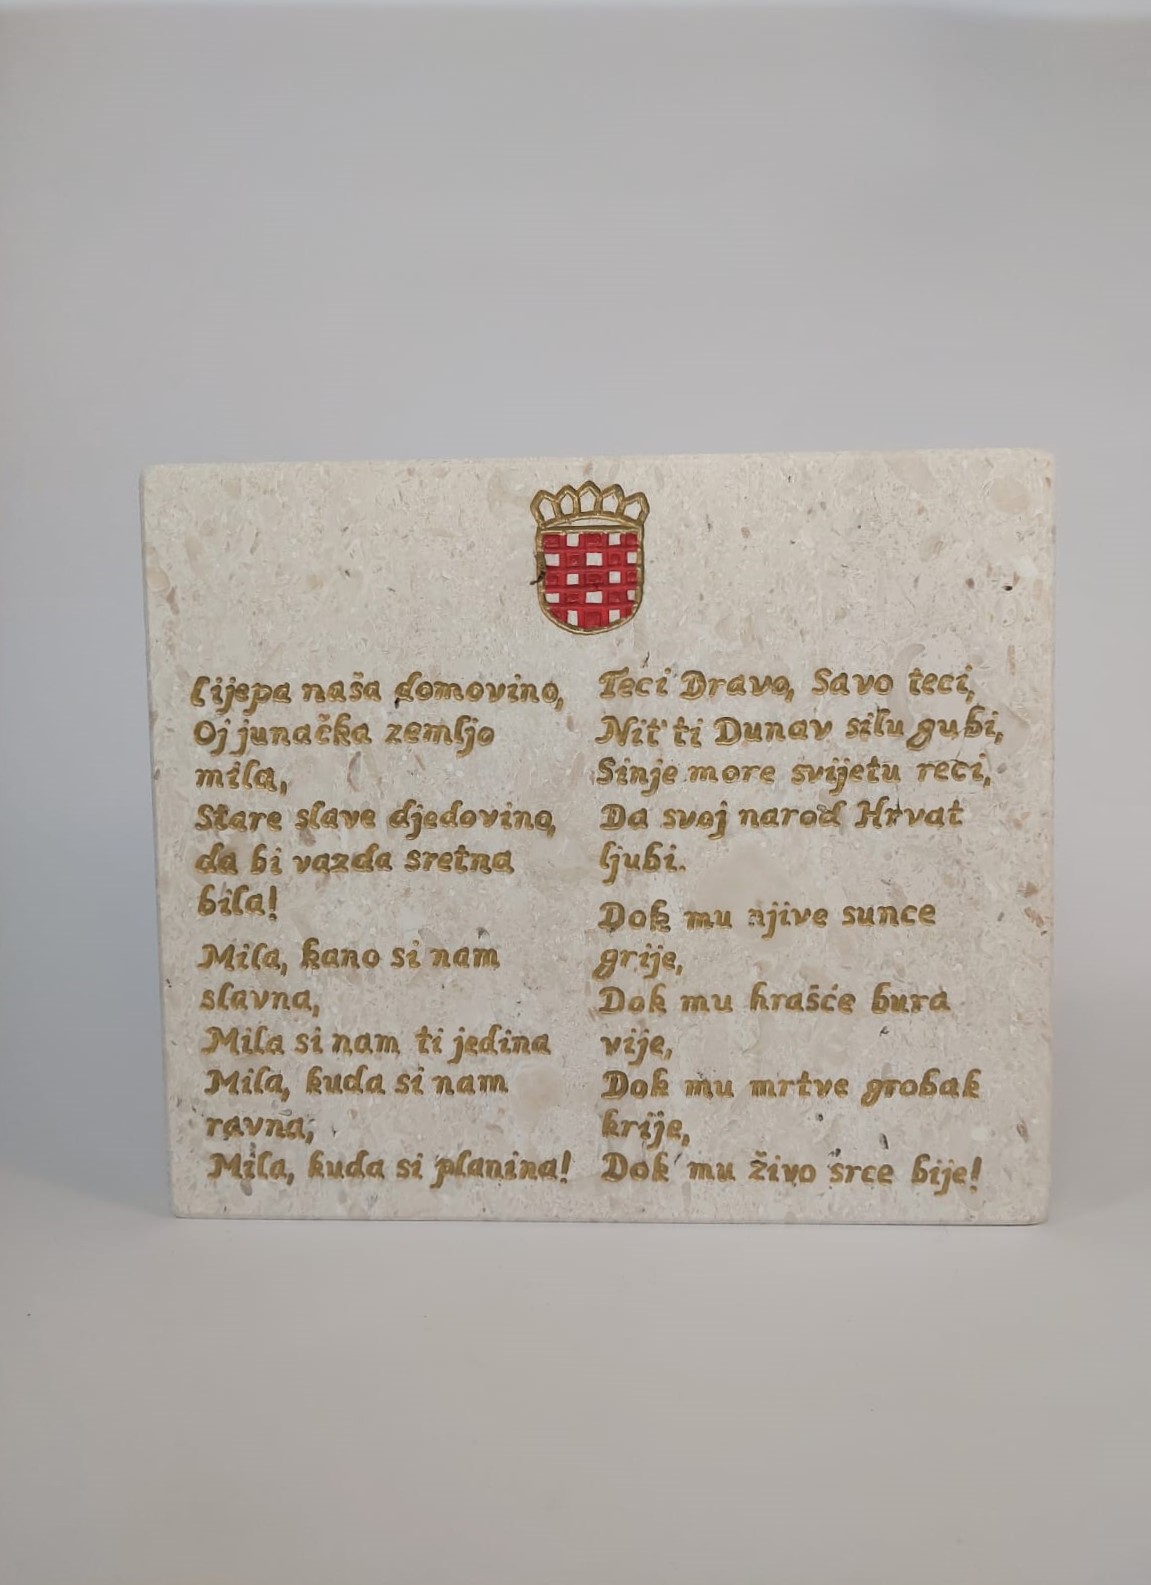 Lijepa naša domovino,
Oj junačka zemljo
mila,
Stare slave djedovino,
da bi vazda sretna
bila!
Mila, kano si nam
slavna,
Mila si nam ti jedina
Mila, kuda si nam
ravna,
Mila, kuda si planina!
Teci Dravo, Savo teci,
Nit' ti Dunav silu gubi,
Sinje more svijetu reci,
Da svoj narod Hrvat
ljubi.
Dok mu njive sunce
grije,
Dok mu hrašće bura
vije,
Dok mu mrtve grobak
krije,
Dok mu živo srce bije!